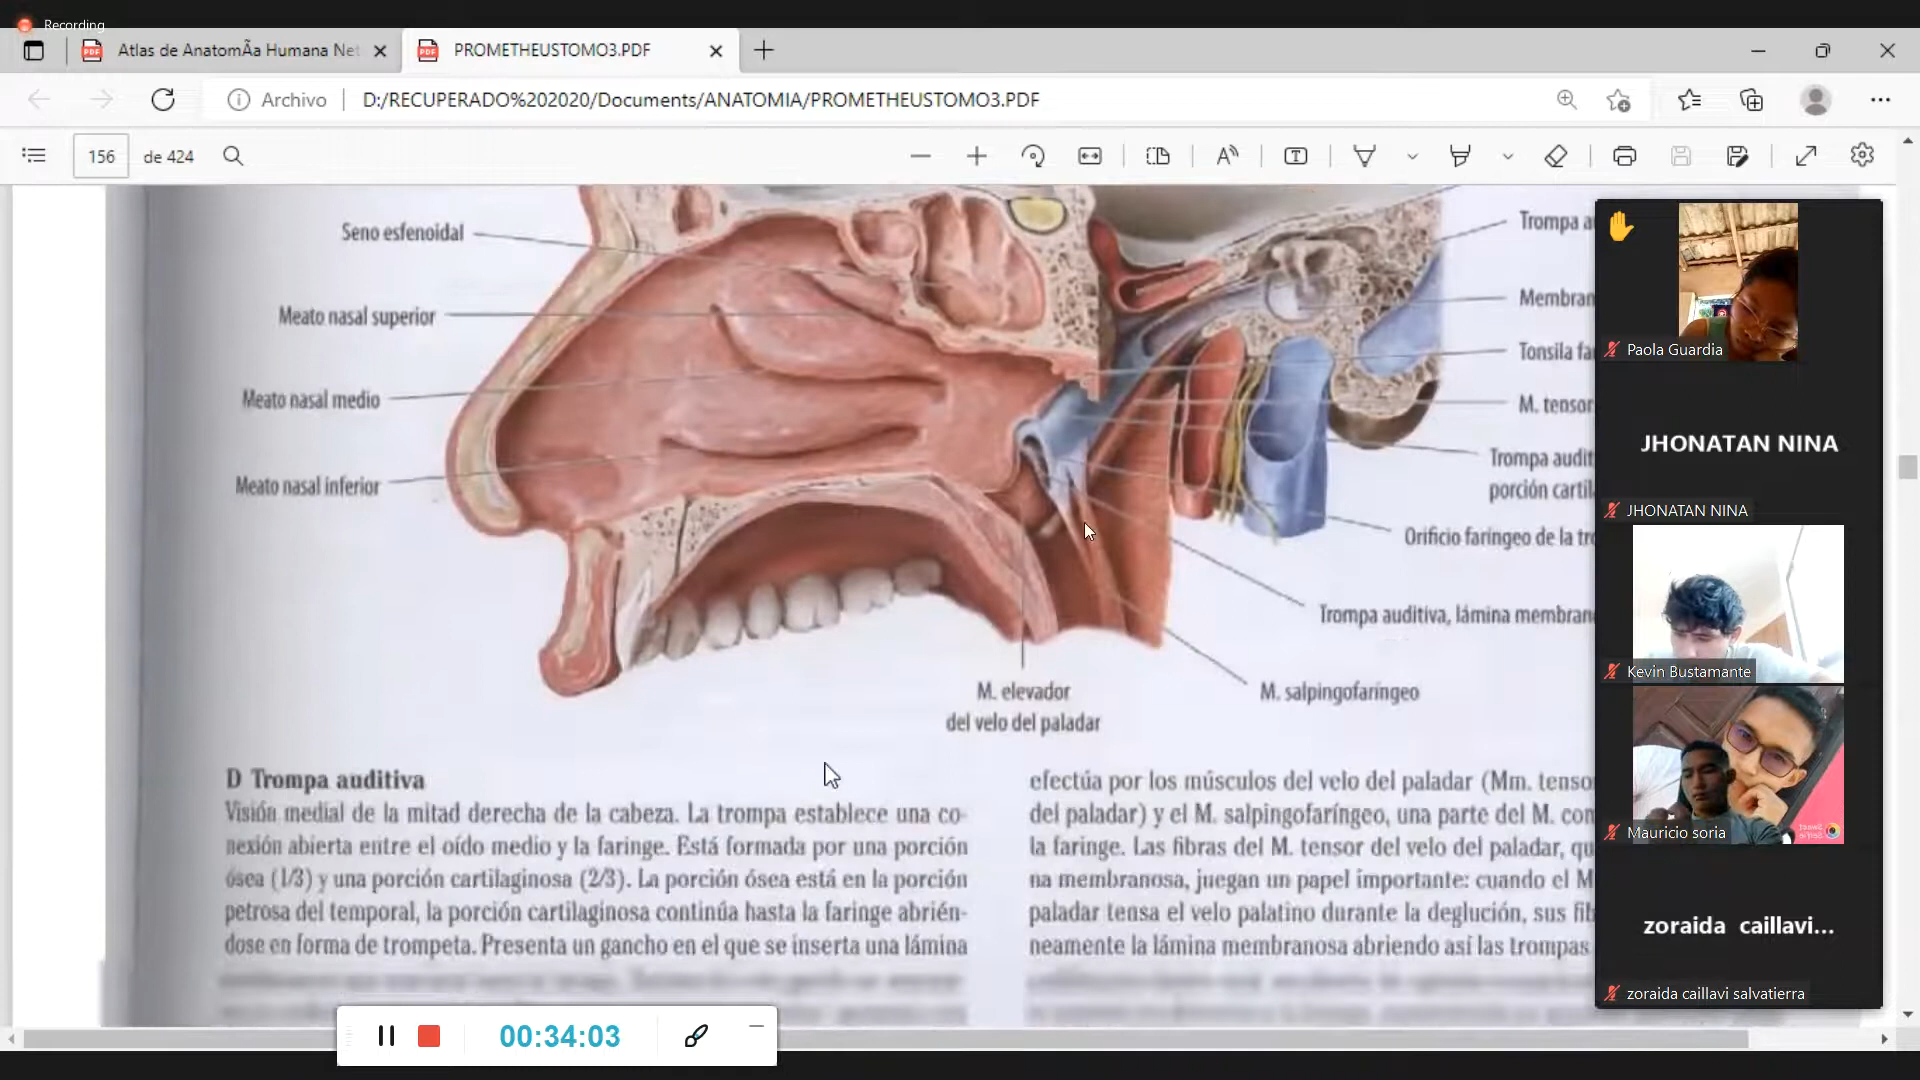 Recording
Atlas de AnatomÃa Humana Net
PROMETHEUSTOMO3.PDF
Archivo
D:/RECUPERADO%202020/Documents/ANATOMIA/PROMETHEUSTOMO3.PDF
156 de 424
Seno esfenoidal
Meato nasal superior
Meato nasal medio
Meato nasal inferior
Trompa a
Membran
Tonsila fa
M. tensor
Trompa audit
porción cartil
Orificio faríngeo de la tro
Trompa auditiva, lámina membran
M. salpingofaríngeo
M. elevador
del velo del paladar
D Trompa auditiva
Visión medial de la mitad derecha de la cabeza. La trompa establece una co-
nexión abierta entre el oído medio y la faringe. Está formada por una porción
ósea (1/3) y una porción cartilaginosa (2/3). La porción ósea está en la porción
petrosa del temporal, la porción cartilaginosa continúa hasta la faringe abrién-
dose en forma de trompeta. Presenta un gancho en el que se inserta una lámina
efectúa por los músculos del velo del paladar (Mm. tenso
del paladar) y el M. salpingofaríngeo, una parte del M. con
la faringe. Las fibras del M. tensor del velo del paladar, qu
na membranosa, juegan un papel importante: cuando el M
paladar tensa el velo palatino durante la deglución, sus fib
neamente la lámina membranosa abriendo así las trompas
Paola Guardia
JHONATAN NINA
JHONATAN NINA
Kevin Bustamante
Mauricio soria
zoraida caillavi...
zoraida caillavi salvatierra
00:34:03